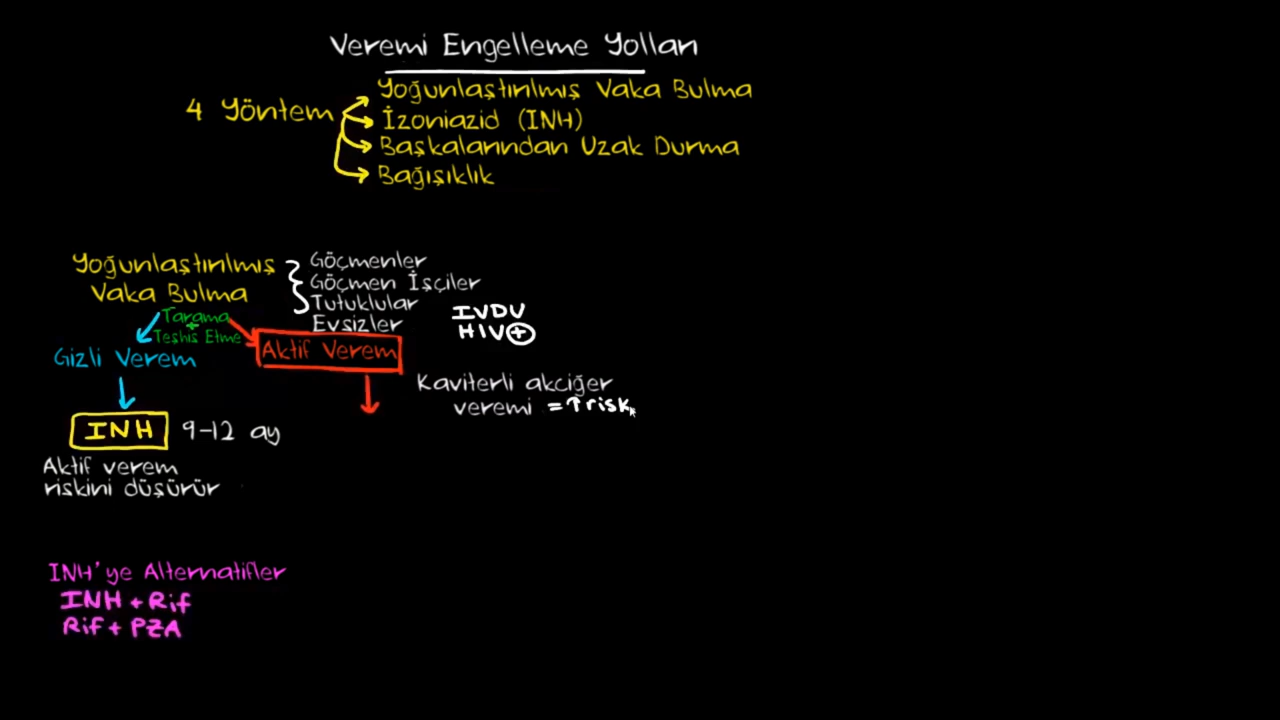 Veremi Engelleme Yolları
4 Yöntem
Yoğunlaştırılmış Vaka Bulma
İzoniazid (INH)
Başkalarından Uzak Durma
Bağışıklık
Yoğunlaştırılmış
Vaka Bulma
Göçmenler
Göçmen İşçiler
Tutuklular
Evsizler
IVDU
HIV+
Tarama
+
Teshis Etme
Gizli Verem
Aktif Verem
Kaviterli akciğer
veremi = ↑risk
INH 9-12 ay
Aktif verem
riskini düşürür
INH'ye Alternatifler
INH + Rif
Rif + PZA